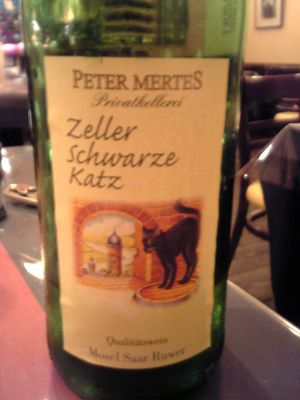 PETER MERTES
Privatkellerei
Zeller
Schwarze
Katz
Qualitätswein
Mosel Saar Ruwer